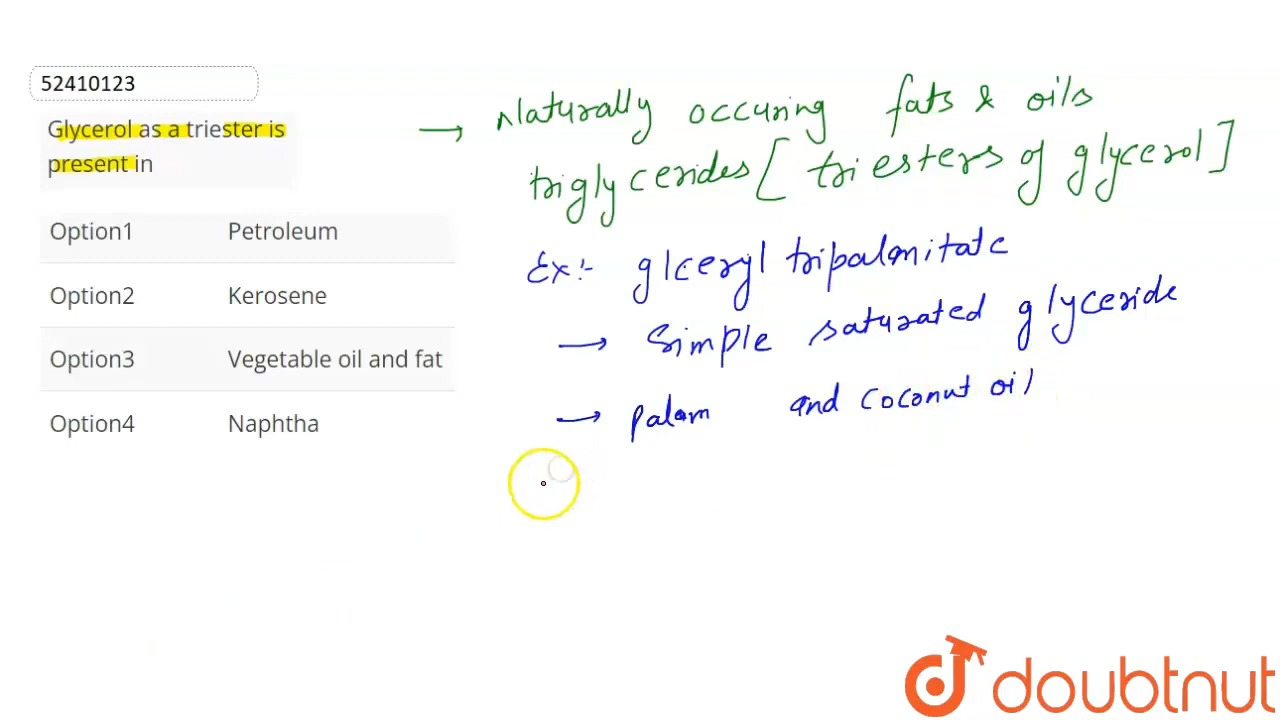 52410123
Glycerol as a triester is
present in
Option1 Petroleum
Option2 Kerosene
Option3 Vegetable oil and fat
Option4 Naphtha
→ Naturally occuring fats & oils
triglycerides [triesters of glycerol]
Ex:- glceryl tripalmitate
→ Simple saturated glyceride
→ palam and coconut oil
doubtnut